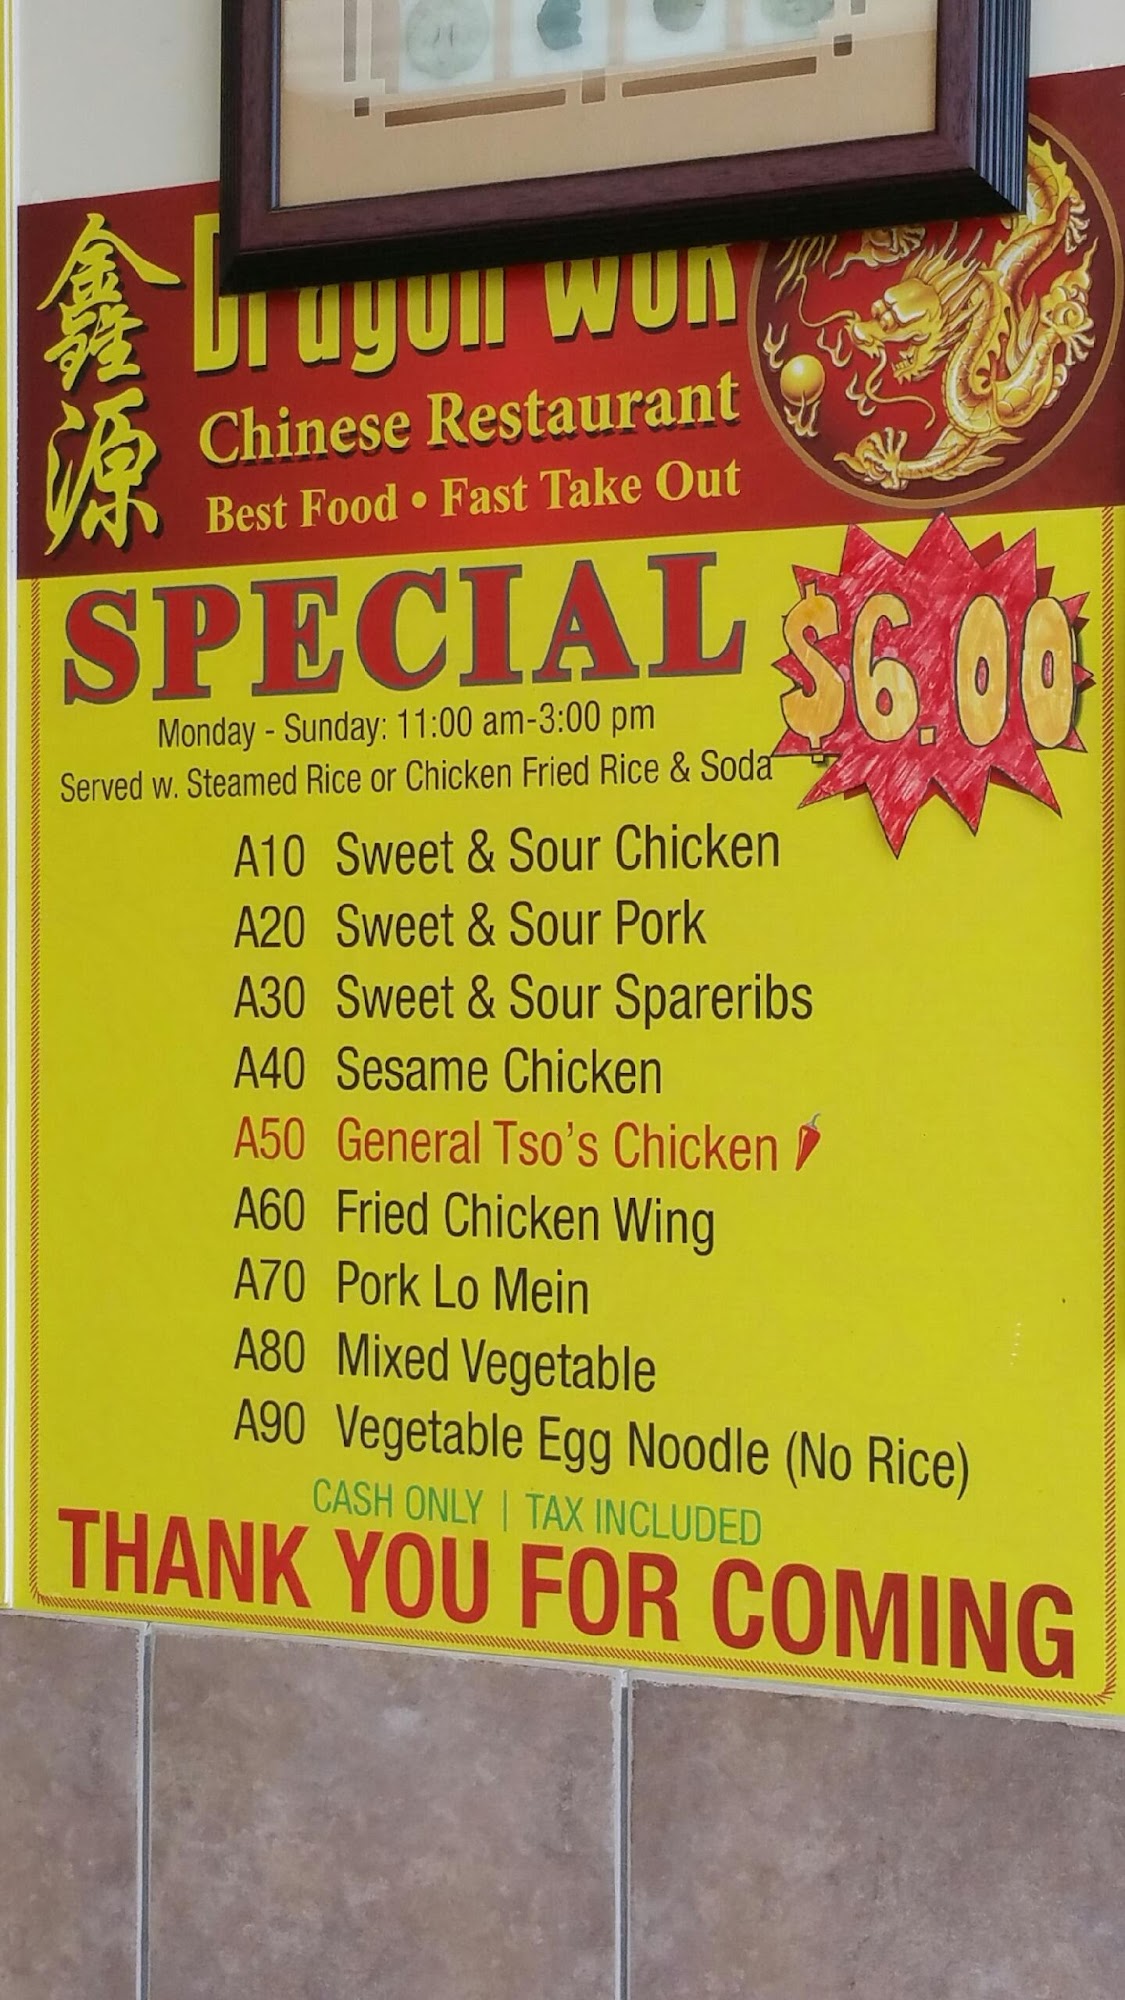 鑫源
Dragon Wok
Chinese Restaurant
Best Food • Fast Take Out
SPECIAL
$6.00
Monday - Sunday: 11:00 am-3:00 pm
Served w. Steamed Rice or Chicken Fried Rice & Soda
A10 Sweet & Sour Chicken
A20 Sweet & Sour Pork
A30 Sweet & Sour Spareribs
A40 Sesame Chicken
A50 General Tso's Chicken
A60 Fried Chicken Wing
A70 Pork Lo Mein
A80 Mixed Vegetable
A90 Vegetable Egg Noodle (No Rice)
CASH ONLY | TAX INCLUDED
THANK YOU FOR COMING